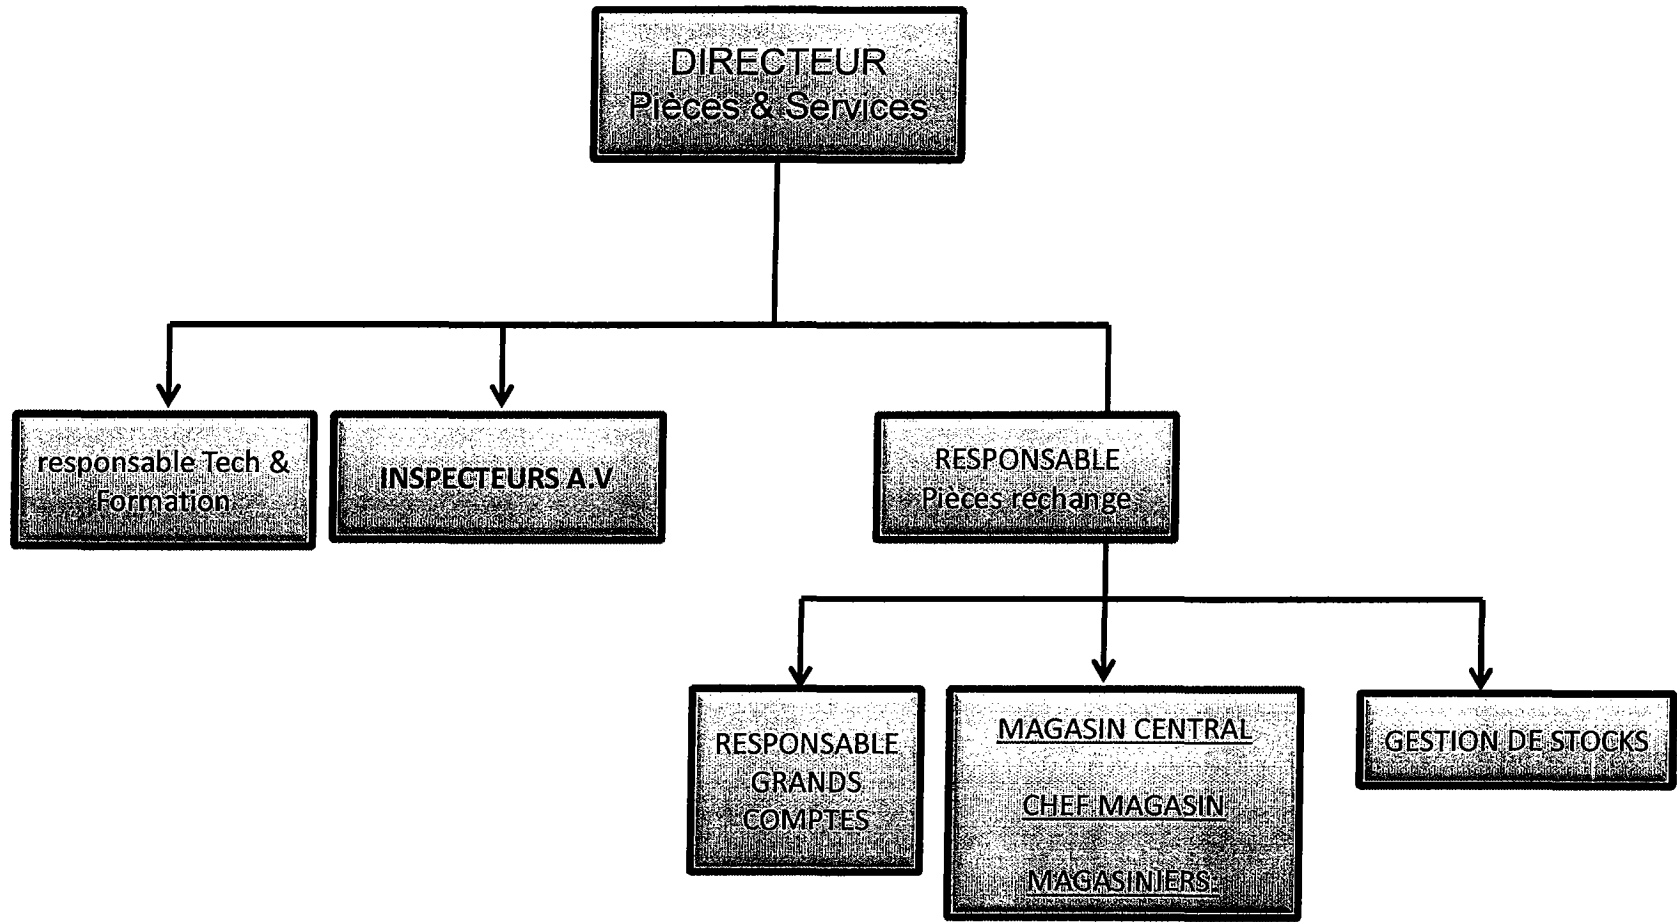 DIRECTEUR
Pièces & Services
responsable Tech &
Formation
INSPECTEURS A.V
RESPONSABLE
Pièces rechange
RESPONSABLE
GRANDS
COMPTES
MAGASIN CENTRAL
CHEF MAGASIN
MAGASINIERS:
GESTION DE STOCKS